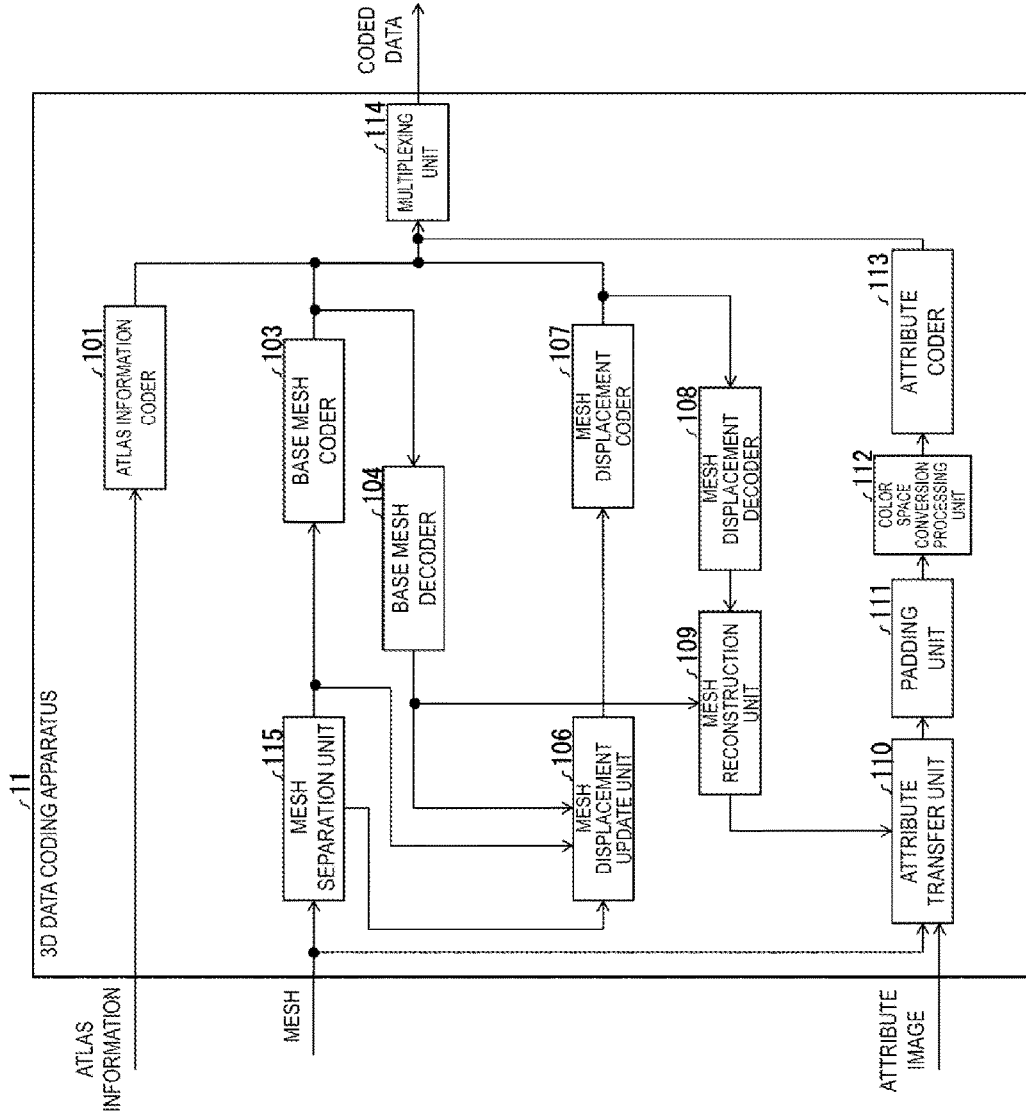 11
3D DATA CODING APPARATUS
ATLAS
INFORMATION
101
ATLAS INFORMATION
CODER
CODED
DATA
114
MULTIPLEXING
UNIT
MESH
115
MESH
SEPARATION UNIT
103
BASE MESH
CODER
104
BASE MESH
DECODER
106
MESH
DISPLACEMENT
UPDATE UNIT
107
MESH
DISPLACEMENT
CODER
108
MESH
DISPLACEMENT
DECODER
109
MESH
RECONSTRUCTION
UNIT
ATTRIBUTE
IMAGE
110
ATTRIBUTE
TRANSFER UNIT
111
PADDING
UNIT
112
COLOR
SPACE
CONVERSION
PROCESSING
UNIT
113
ATTRIBUTE
CODER